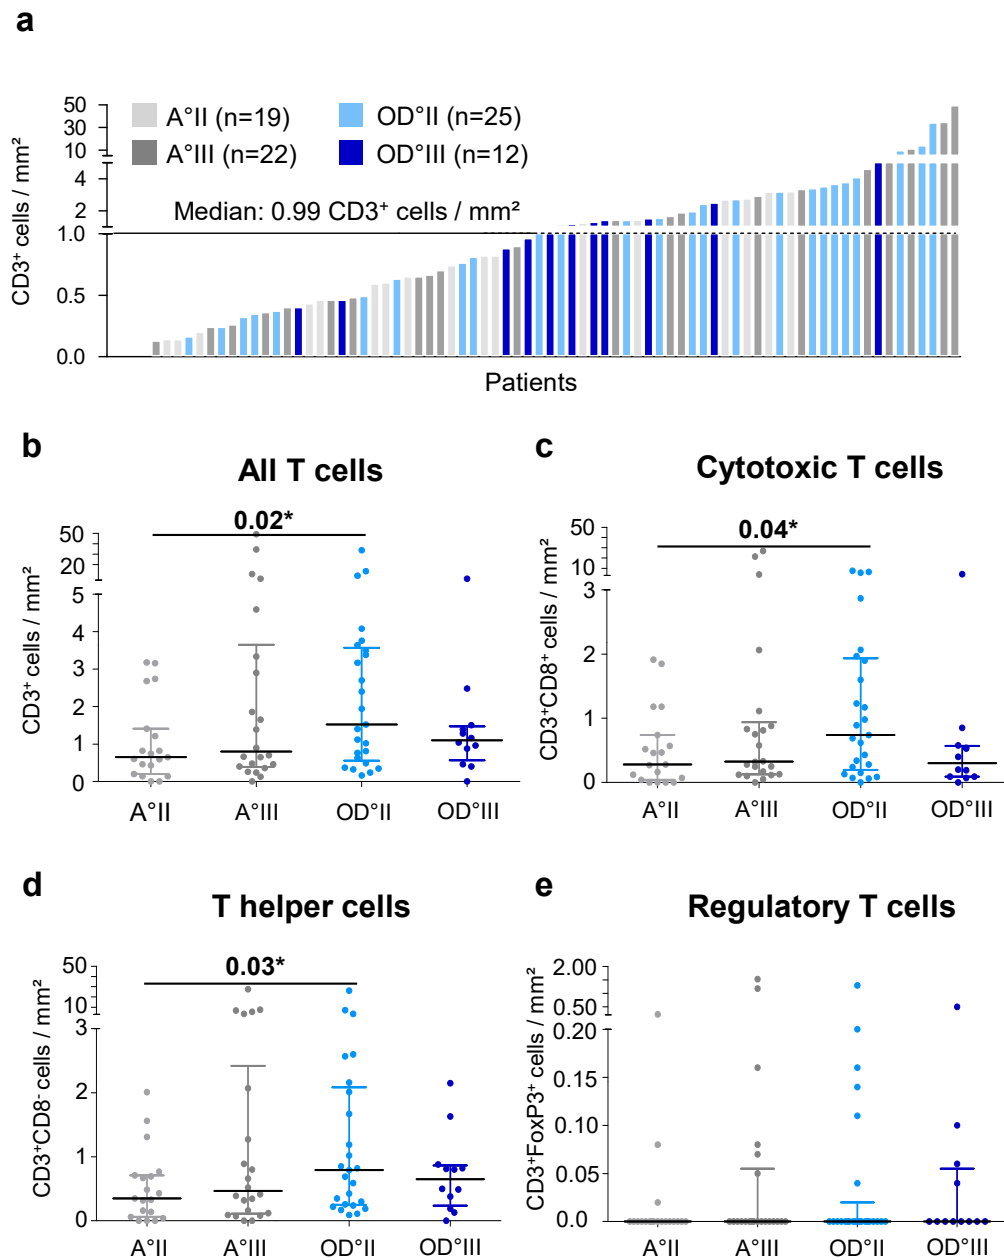 a
50
30
10
4
2
1.0
0.5
0.0
CD3⁺ cells / mm²
A°II (n=19)
OD°II (n=25)
A°III (n=22)
OD°III (n=12)
Median: 0.99 CD3⁺ cells / mm²
Patients
b
All T cells
0.02*
50
20
5
4
3
2
1
0
CD3⁺ cells / mm²
A°II
A°III
OD°II
OD°III
c
Cytotoxic T cells
0.04*
50
10
3
2
1
0
CD3⁺CD8⁺ cells / mm²
A°II
A°III
OD°II
OD°III
d
T helper cells
0.03*
50
10
3
2
1
0
CD3⁺CD8⁻ cells / mm²
A°II
A°III
OD°II
OD°III
e
Regulatory T cells
2.00
0.50
0.20
0.15
0.10
0.05
0.0
CD3⁺FoxP3⁺ cells / mm²
A°II
A°III
OD°II
OD°III